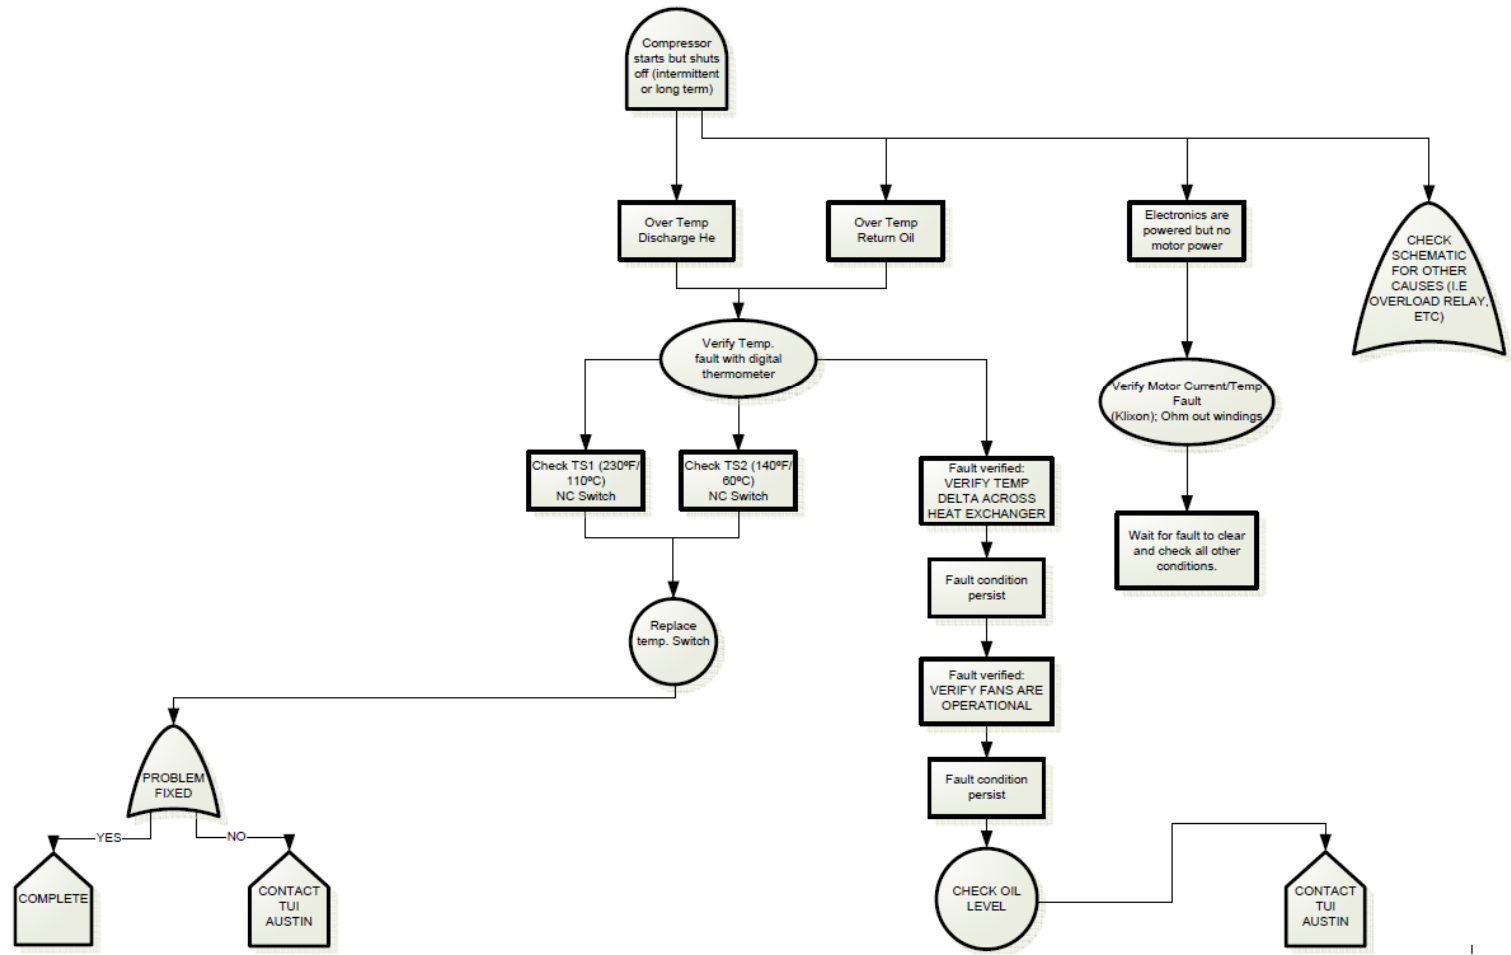 Compressor
starts but shuts
off (intermittent
or long term)
Over Temp
Discharge He
Over Temp
Return Oil
Electronics are
powered but no
motor power
CHECK
SCHEMATIC
FOR OTHER
CAUSES (I.E
OVERLOAD RELAY,
ETC)
Verify Temp.
fault with digital
thermometer
Verify Motor Current/Temp
Fault
(Klixon); Ohm out windings
Check TS1 (230ºF/
110ºC)
NC Switch
Check TS2 (140ºF/
60ºC)
NC Switch
Fault verified:
VERIFY TEMP
DELTA ACROSS
HEAT EXCHANGER
Wait for fault to clear
and check all other
conditions.
Fault condition
persist
Replace
temp. Switch
Fault verified:
VERIFY FANS ARE
OPERATIONAL
PROBLEM
FIXED
Fault condition
persist
YES
NO
COMPLETE
CONTACT
TUI
AUSTIN
CHECK OIL
LEVEL
CONTACT
TUI
AUSTIN